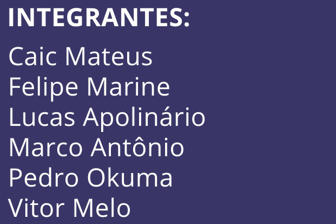 INTEGRANTES:
Caic Mateus
Felipe Marine
Lucas Apolinário
Marco Antônio
Pedro Okuma
Vitor Melo